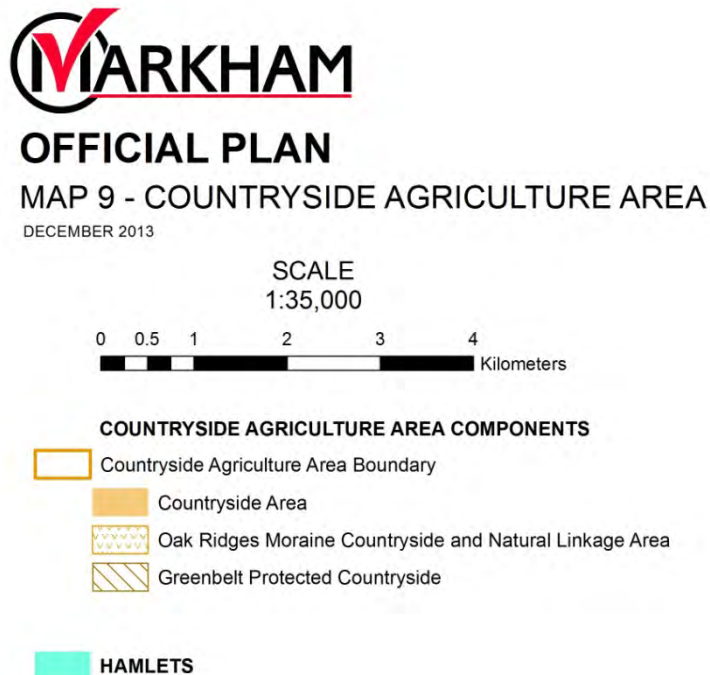 MARKHAM
OFFICIAL PLAN
MAP 9 - COUNTRYSIDE AGRICULTURE AREA
DECEMBER 2013
SCALE
1:35,000
0 0.5 1 2 3 4
Kilometers
COUNTRYSIDE AGRICULTURE AREA COMPONENTS
Countryside Agriculture Area Boundary
Countryside Area
Oak Ridges Moraine Countryside and Natural Linkage Area
Greenbelt Protected Countryside
HAMLETS